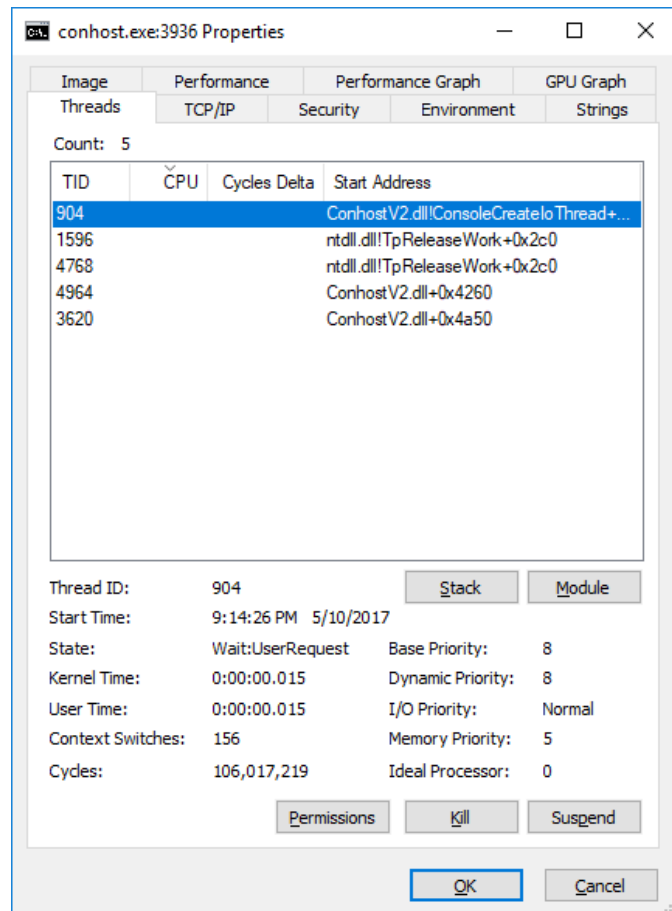 conhost.exe:3936 Properties
Image Performance Performance Graph GPU Graph
Threads TCP/IP Security Environment Strings
Count: 5
TID CPU Cycles Delta Start Address
904 ConhostV2.dll!ConsoleCreateIoThread+...
1596 ntdll.dll!TpReleaseWork+0x2c0
4768 ntdll.dll!TpReleaseWork+0x2c0
4964 ConhostV2.dll+0x4260
3620 ConhostV2.dll+0x4a50
Thread ID: 904 Stack Module
Start Time: 9:14:26 PM 5/10/2017
State: Wait:UserRequest Base Priority: 8
Kernel Time: 0:00:00.015 Dynamic Priority: 8
User Time: 0:00:00.015 I/O Priority: Normal
Context Switches: 156 Memory Priority: 5
Cycles: 106,017,219 Ideal Processor: 0
Permissions Kill Suspend
OK Cancel